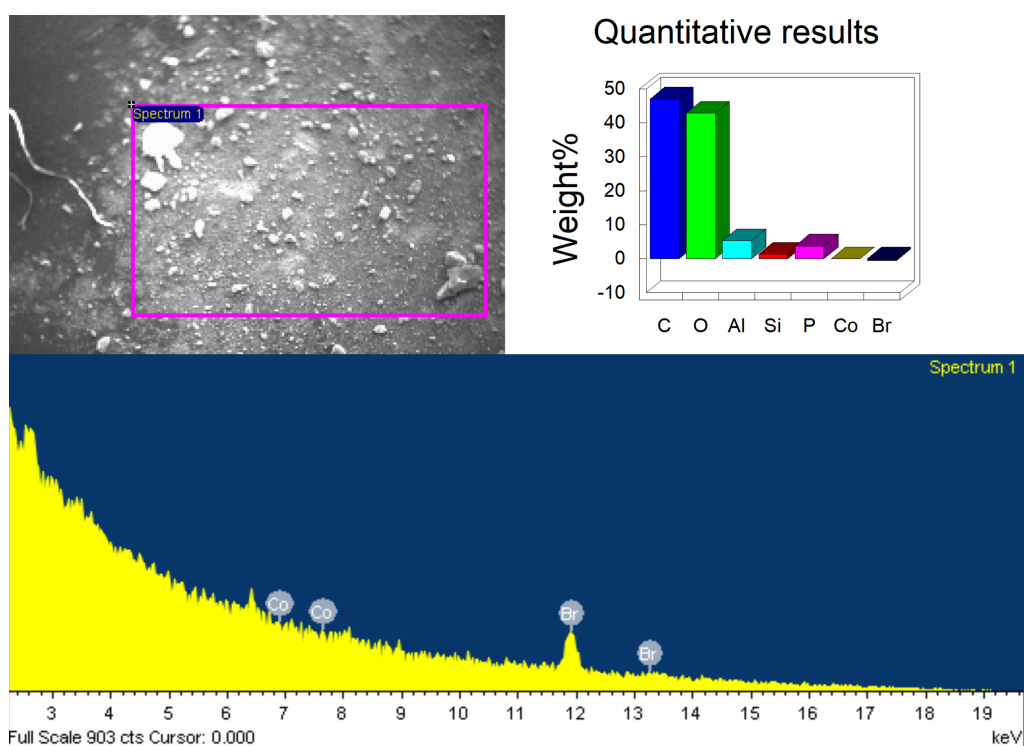 Spectrum 1
Quantitative results
Weight%
50
40
30
20
10
0
-10
C O Al Si P Co Br
Spectrum 1
Co Co Br Br
3 4 5 6 7 8 9 10 11 12 13 14 15 16 17 18 19
Full Scale 903 cts Cursor: 0.000 keV